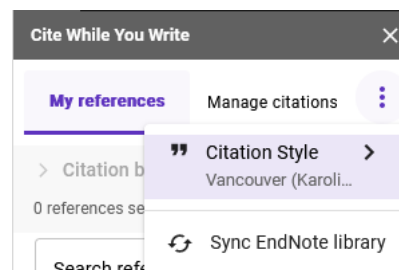 Cite While You Write
My references Manage citations
Citation Style
Vancouver (Karoli...
Citation b
0 references se
Sync EndNote library
Search refe